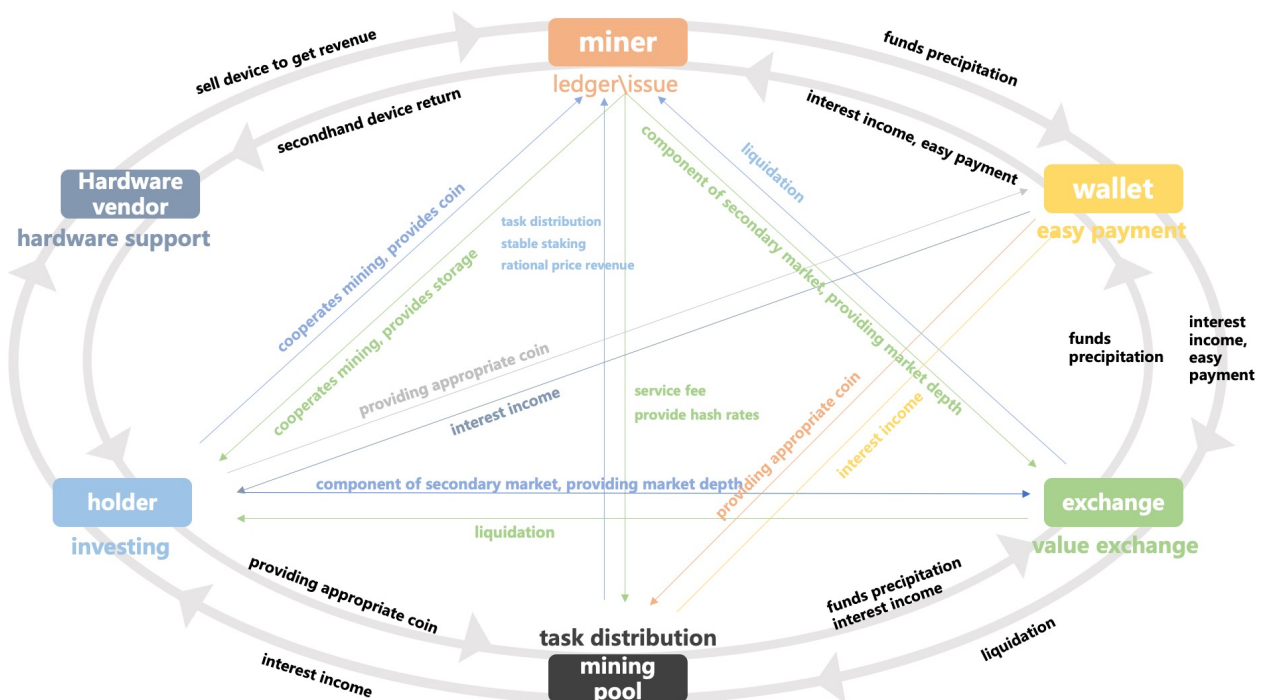 miner
ledger\issue
sell device to get revenue
secondhand device return
funds precipitation
interest income, easy payment
Hardware
vendor
hardware support
wallet
easy payment
cooperates mining, provides coin
cooperates mining, provides storage
task distribution
stable staking
rational price revenue
component of secondary market, providing market depth
liquidation
providing appropriate coin
interest income
service fee
provide hash rates
providing appropriate coin
interest income
funds
precipitation
interest
income,
easy
payment
holder
investing
component of secondary market, providing market depth
liquidation
exchange
value exchange
providing appropriate coin
interest income
task distribution
mining
pool
funds precipitation
interest income
liquidation